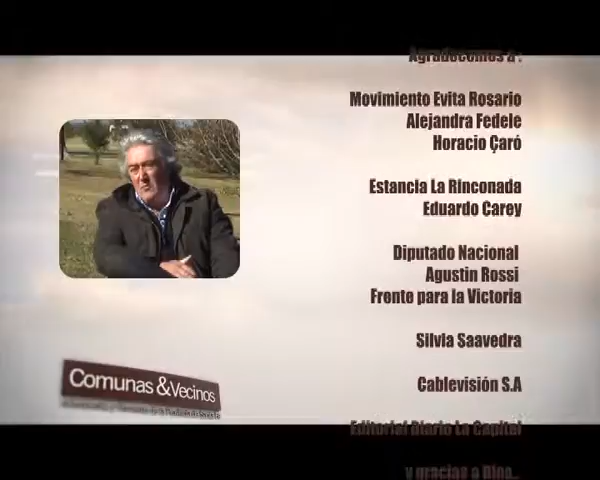 Agradecemos a :
Movimiento Evita Rosario
Alejandra Fedele
Horacio Çaró
Estancia La Rinconada
Eduardo Carey
Diputado Nacional
Agustin Rossi
Frente para la Victoria
Silvia Saavedra
Cablevisión S.A
Editorial Diario La Capital
y gracias a Dios..
Comunas &Vecinos